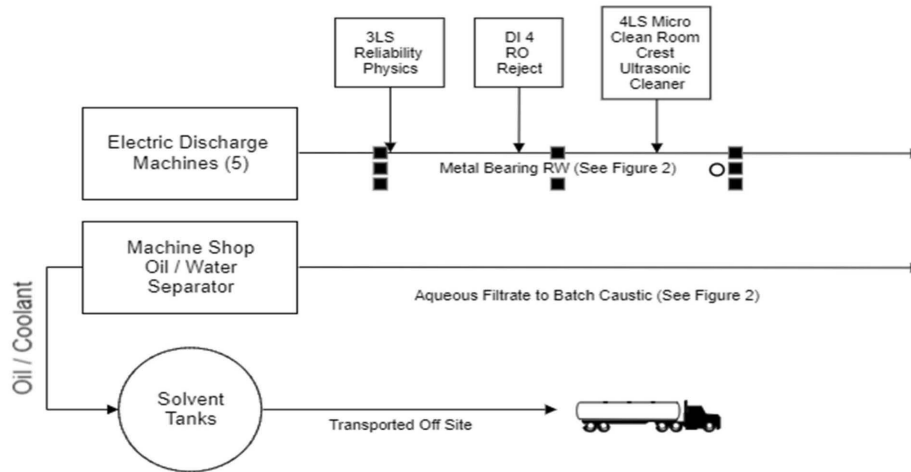 3LS
Reliability
Physics
DI 4
RO
Reject
4LS Micro
Clean Room
Crest
Ultrasonic
Cleaner
Electric Discharge
Machines (5)
Metal Bearing RW (See Figure 2)
Machine Shop
Oil / Water
Separator
Aqueous Filtrate to Batch Caustic (See Figure 2)
Oil / Coolant
Solvent
Tanks
Transported Off Site